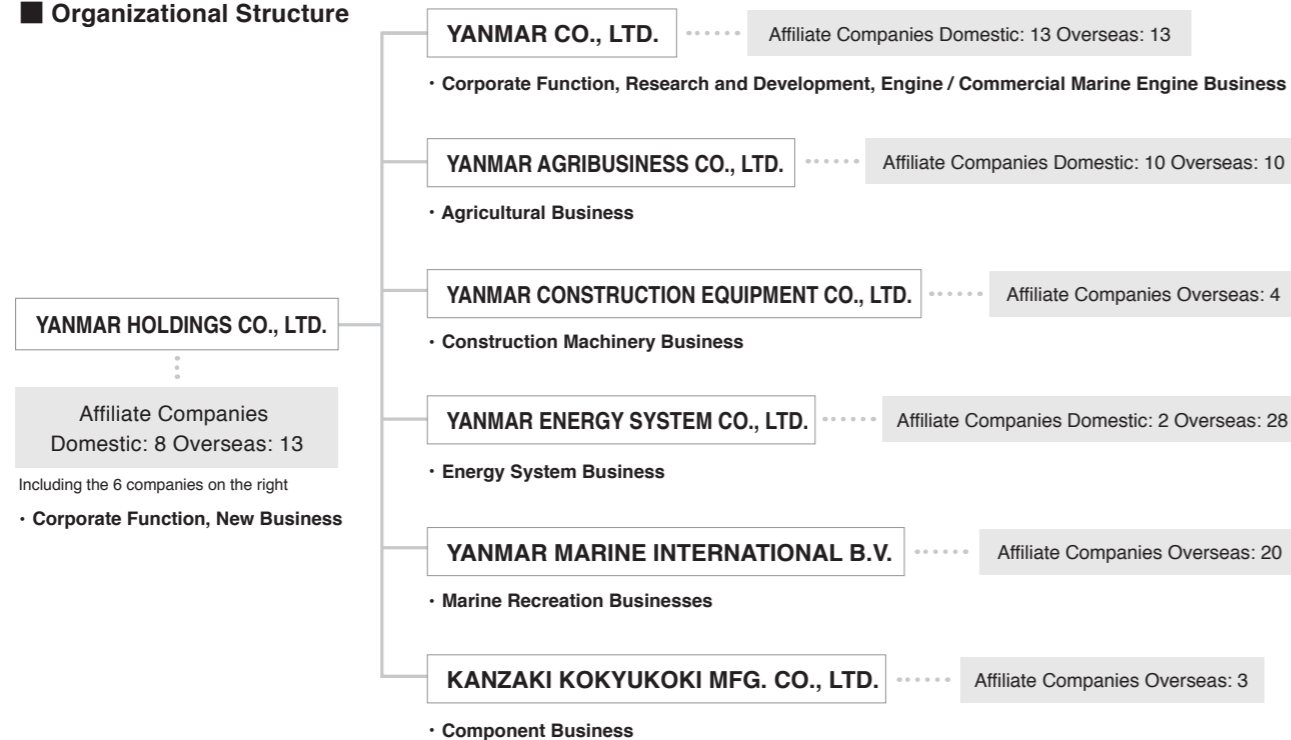 ■ Organizational Structure
YANMAR HOLDINGS CO., LTD.
Affiliate Companies
Domestic: 8 Overseas: 13
Including the 6 companies on the right
・Corporate Function, New Business
YANMAR CO., LTD.
Affiliate Companies Domestic: 13 Overseas: 13
・Corporate Function, Research and Development, Engine / Commercial Marine Engine Business
YANMAR AGRIBUSINESS CO., LTD.
Affiliate Companies Domestic: 10 Overseas: 10
・Agricultural Business
YANMAR CONSTRUCTION EQUIPMENT CO., LTD.
Affiliate Companies Overseas: 4
・Construction Machinery Business
YANMAR ENERGY SYSTEM CO., LTD.
Affiliate Companies Domestic: 2 Overseas: 28
・Energy System Business
YANMAR MARINE INTERNATIONAL B.V.
Affiliate Companies Overseas: 20
・Marine Recreation Businesses
KANZAKI KOKYUKOKI MFG. CO., LTD.
Affiliate Companies Overseas: 3
・Component Business